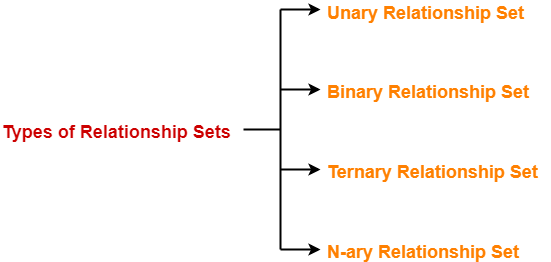 Unary Relationship Set
Binary Relationship Set
Types of Relationship Sets
Ternary Relationship Set
N-ary Relationship Set